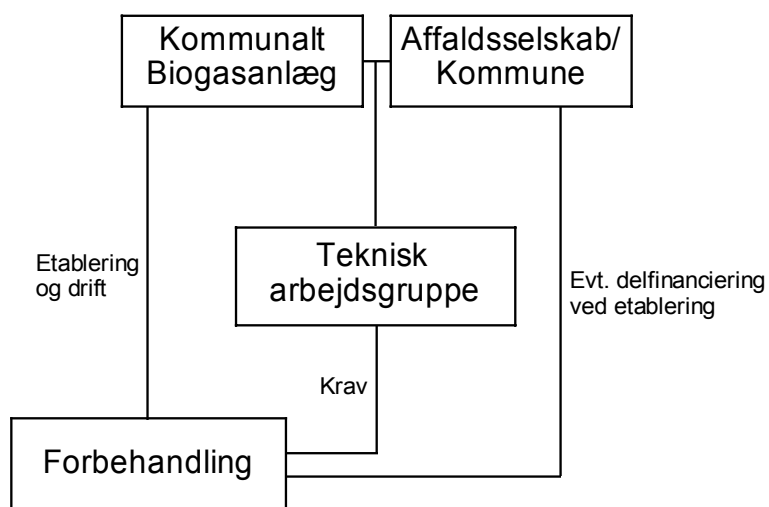 Kommunalt
Biogasanlæg
Affaldsselskab/
Kommune
Teknisk
arbejdsgruppe
Etablering
og drift
Evt. delfinanciering
ved etablering
Krav
Forbehandling